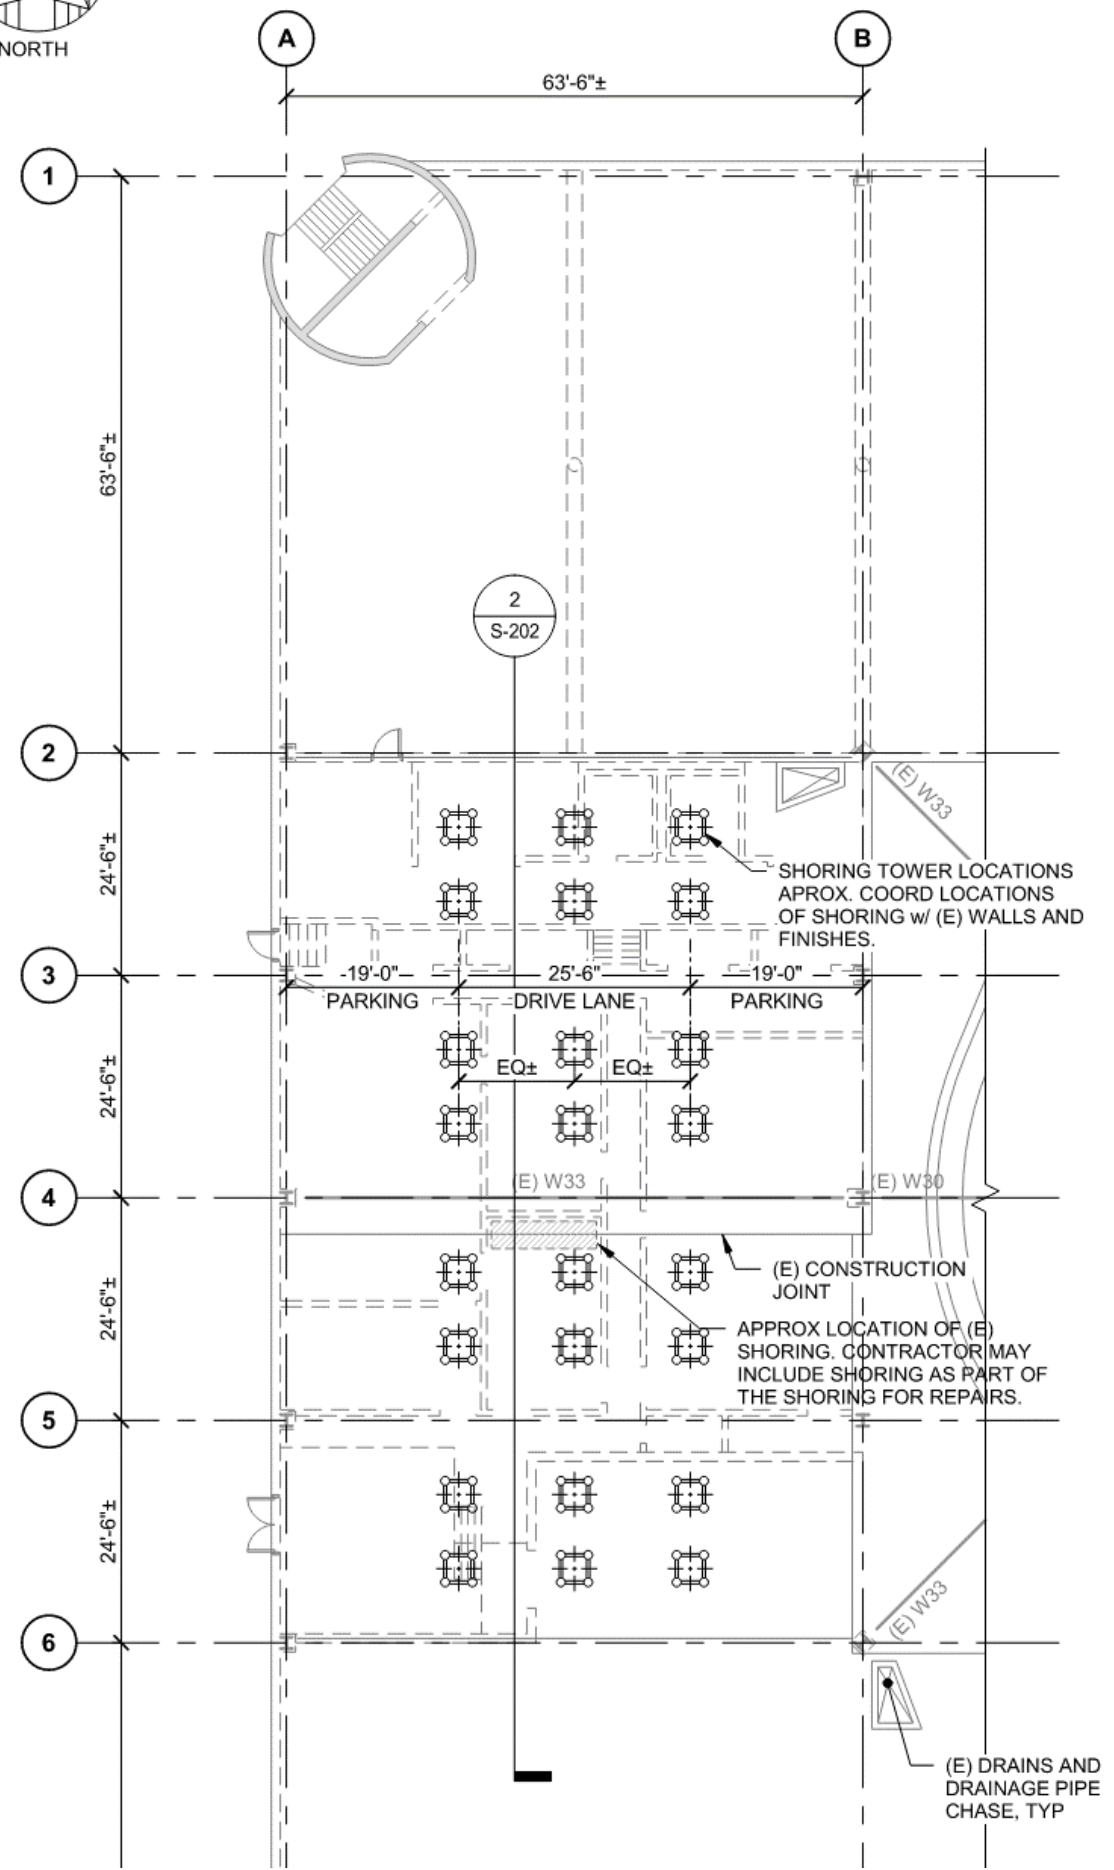 NORTH
A
B
63'-6"±
1
63'-6"±
2
S-202
2
(E) W33
24'-6"±
SHORING TOWER LOCATIONS
APROX. COORD LOCATIONS
OF SHORING w/ (E) WALLS AND
FINISHES.
3
19'-0"
25'-6"
19'-0"
PARKING
DRIVE LANE
PARKING
24'-6"±
EQ±
EQ±
4
(E) W33
(E) W30
(E) CONSTRUCTION
JOINT
24'-6"±
APPROX LOCATION OF (E)
SHORING. CONTRACTOR MAY
INCLUDE SHORING AS PART OF
THE SHORING FOR REPAIRS.
5
24'-6"±
(E) W33
6
(E) DRAINS AND
DRAINAGE PIPE
CHASE, TYP